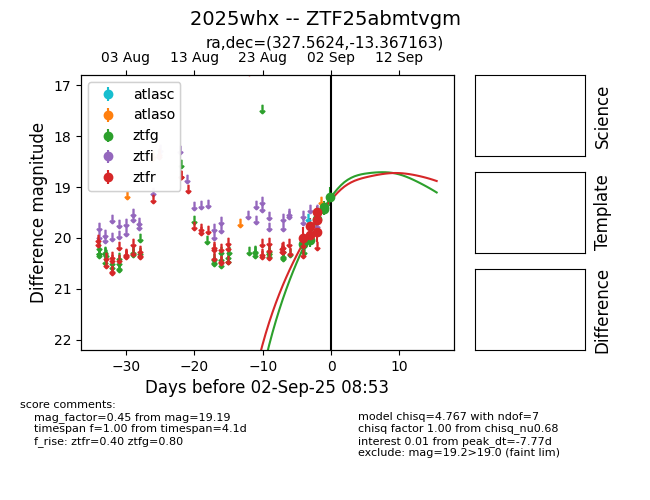 2025whx -- ZTF25abmtvgm
ra,dec=(327.5624,-13.367163)
03 Aug 13 Aug 23 Aug 02 Sep 12 Sep
17
18
19
20
21
22
Difference magnitude
atlasc
atlaso
ztfg
ztfi
ztfr
−30 −20 −10 0 10
Days before 02-Sep-25 08:53
Science
Template
Difference
score comments:
mag_factor=0.45 from mag=19.19
timespan f=1.00 from timespan=4.1d
f_rise: ztfr=0.40 ztfg=0.80
model chisq=4.767 with ndof=7
chisq factor 1.00 from chisq_nu0.68
interest 0.01 from peak_dt=-7.77d
exclude: mag=19.2>19.0 (faint lim)